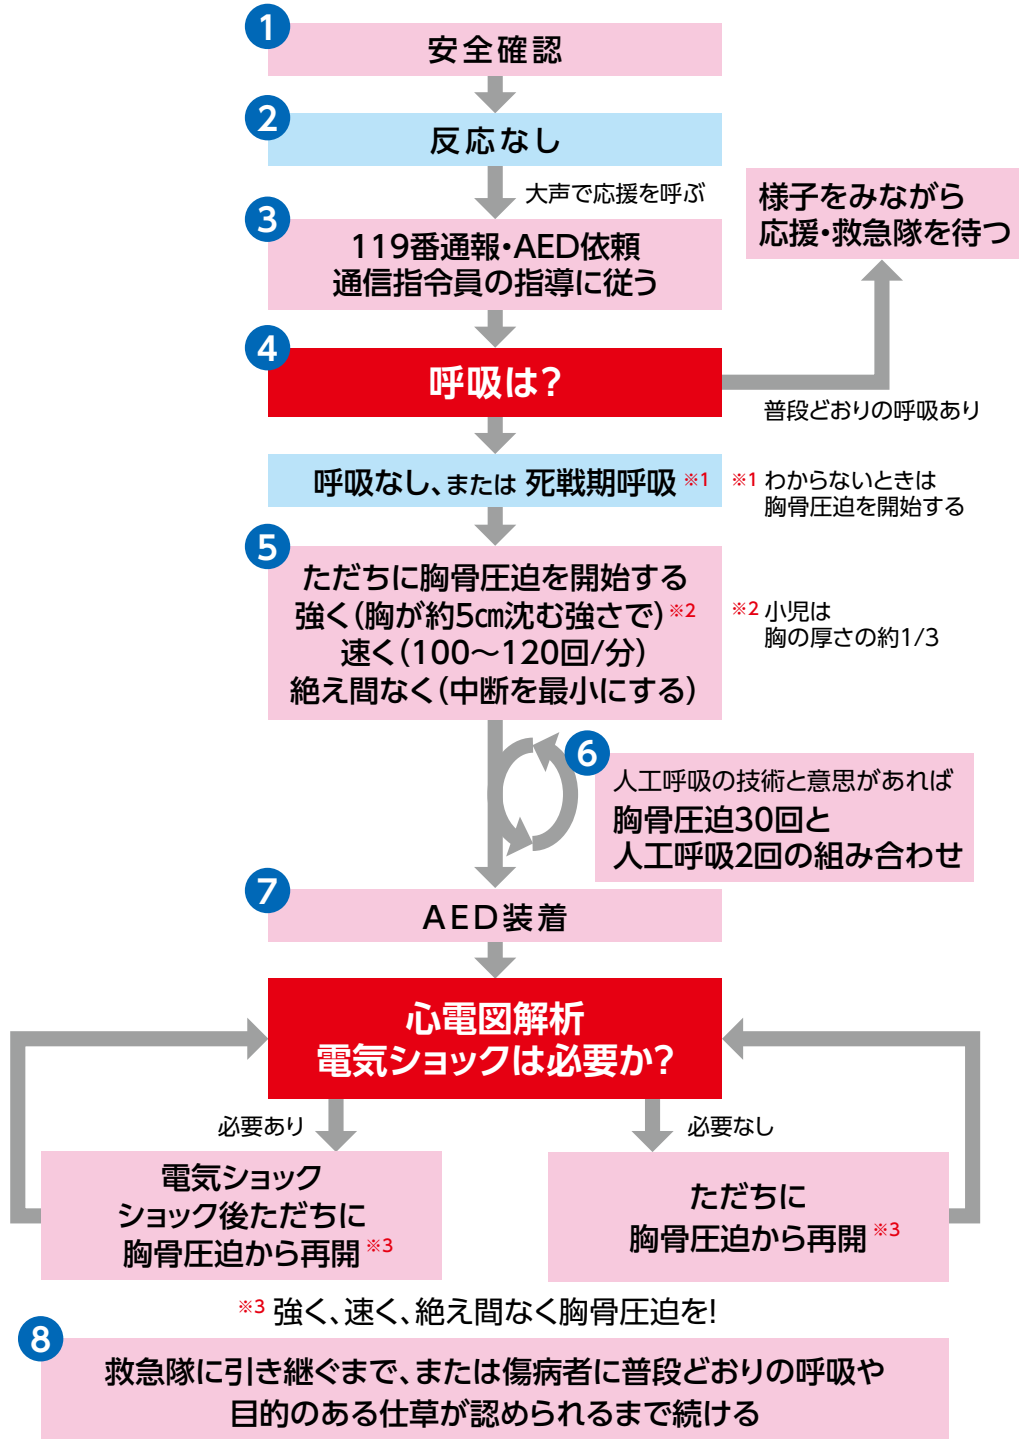 1
安全確認
2
反応なし
大声で応援を呼ぶ
3
119番通報・AED依頼
通信指令員の指導に従う
様子をみながら
応援・救急隊を待つ
4
呼吸は？
普段どおりの呼吸あり
呼吸なし、または 死戦期呼吸 ※1
※1 わからないときは
胸骨圧迫を開始する
5
ただちに胸骨圧迫を開始する
強く（胸が約5㎝沈む強さで）※2
速く（100～120回/分）
絶え間なく（中断を最小にする）
※2 小児は
胸の厚さの約1/3
6
人工呼吸の技術と意思があれば
胸骨圧迫30回と
人工呼吸2回の組み合わせ
7
AED装着
心電図解析
電気ショックは必要か？
必要あり
電気ショック
ショック後ただちに
胸骨圧迫から再開 ※3
必要なし
ただちに
胸骨圧迫から再開 ※3
※3 強く、速く、絶え間なく胸骨圧迫を！
8
救急隊に引き継ぐまで、または傷病者に普段どおりの呼吸や
目的のある仕草が認められるまで続ける